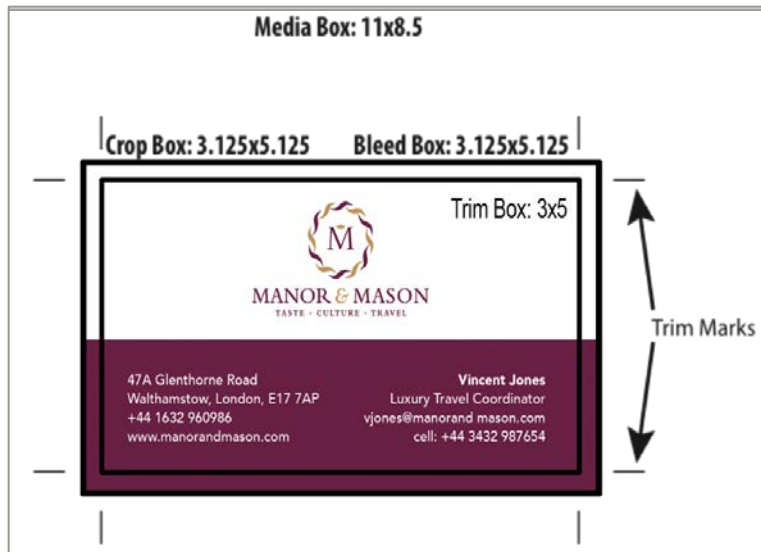 Media Box: 11x8.5
Crop Box: 3.125x5.125 Bleed Box: 3.125x5.125
Trim Box: 3x5
M
MANOR & MASON
TASTE · CULTURE · TRAVEL
Trim Marks
47A Glenthorne Road
Walthamstow, London, E17 7AP
+44 1632 960986
www.manorandmason.com
Vincent Jones
Luxury Travel Coordinator
vjones@manorand mason.com
cell: +44 3432 987654